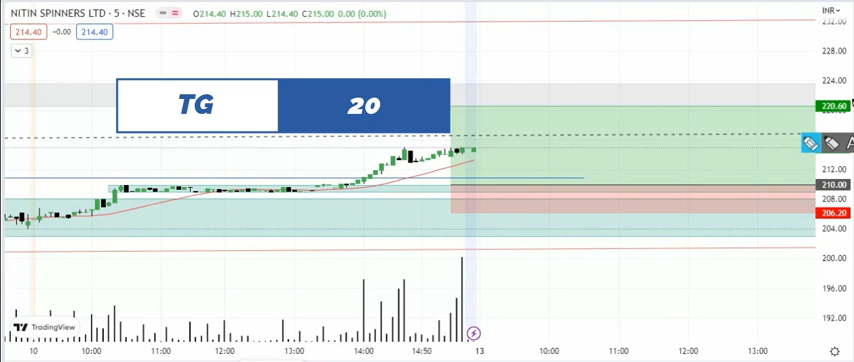 NITIN SPINNERS LTD · 5 · NSE O214.40 H215.00 L214.40 C215.00 0.00 (0.00%) INR
214.40 −0.00 214.40
3
TG 20
232.00
228.00
224.00
220.60
212.00
210.00
206.20
204.00
200.00
196.00
192.00
TradingView
10 10:00 11:00 12:00 13:00 14:00 14:50 13 10:00 11:00 12:00 13:00